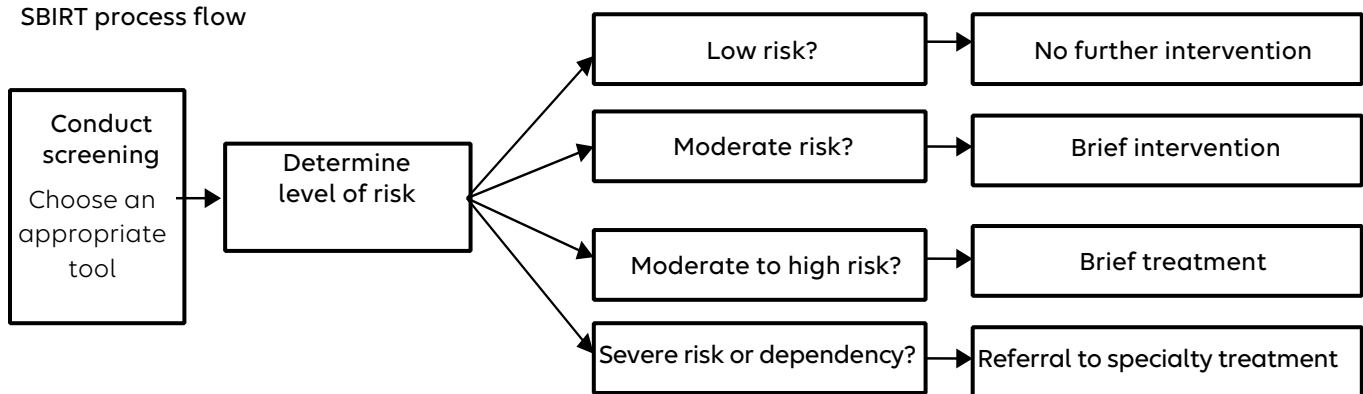 SBIRT process flow
Conduct
screening
Choose an
appropriate
tool
Determine
level of risk
Low risk?
No further intervention
Moderate risk?
Brief intervention
Moderate to high risk?
Brief treatment
Severe risk or dependency?
Referral to specialty treatment